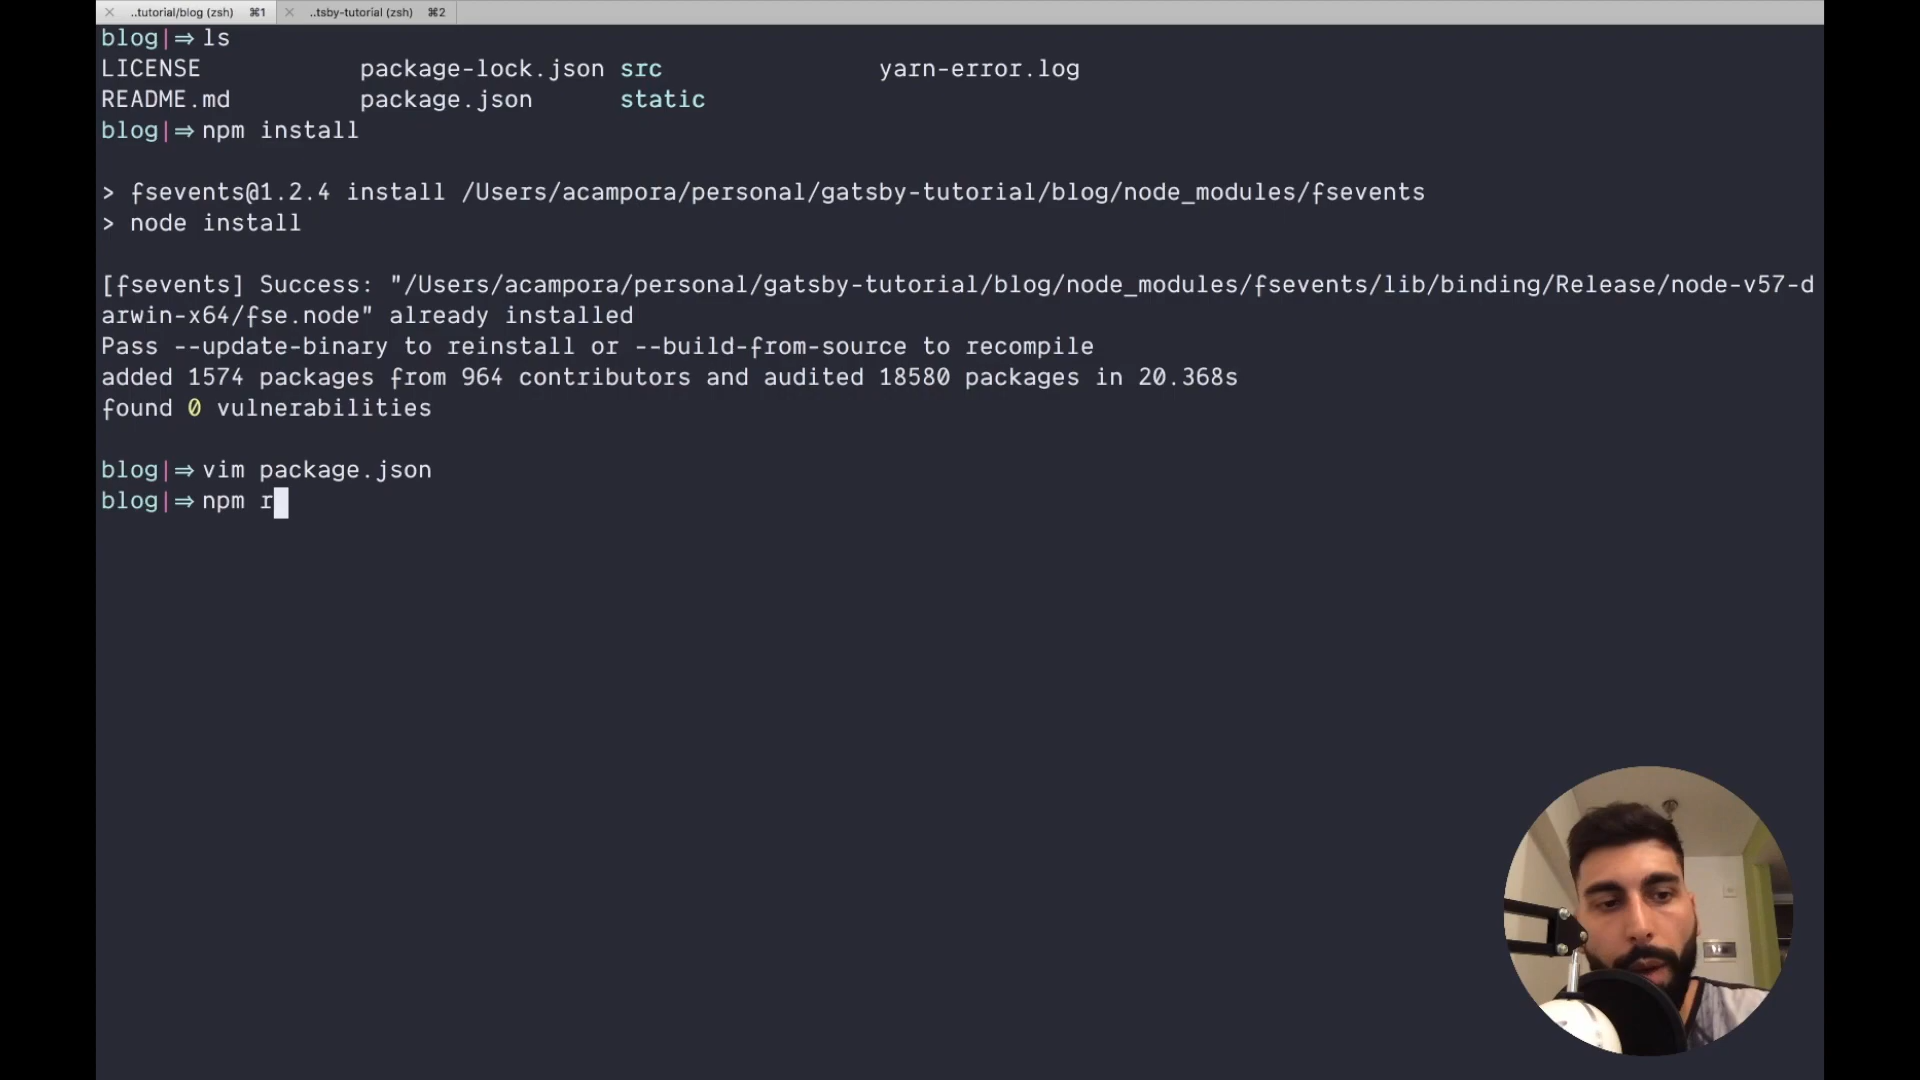 ..tutorial/blog (zsh) ⌘1 ..tsby-tutorial (zsh) ⌘2
blog|⇒ ls
LICENSE package-lock.json src yarn-error.log
README.md package.json static
blog|⇒ npm install
> fsevents@1.2.4 install /Users/acampora/personal/gatsby-tutorial/blog/node_modules/fsevents
> node install
[fsevents] Success: "/Users/acampora/personal/gatsby-tutorial/blog/node_modules/fsevents/lib/binding/Release/node-v57-d
arwin-x64/fse.node" already installed
Pass --update-binary to reinstall or --build-from-source to recompile
added 1574 packages from 964 contributors and audited 18580 packages in 20.368s
found 0 vulnerabilities
blog|⇒ vim package.json
blog|⇒ npm r